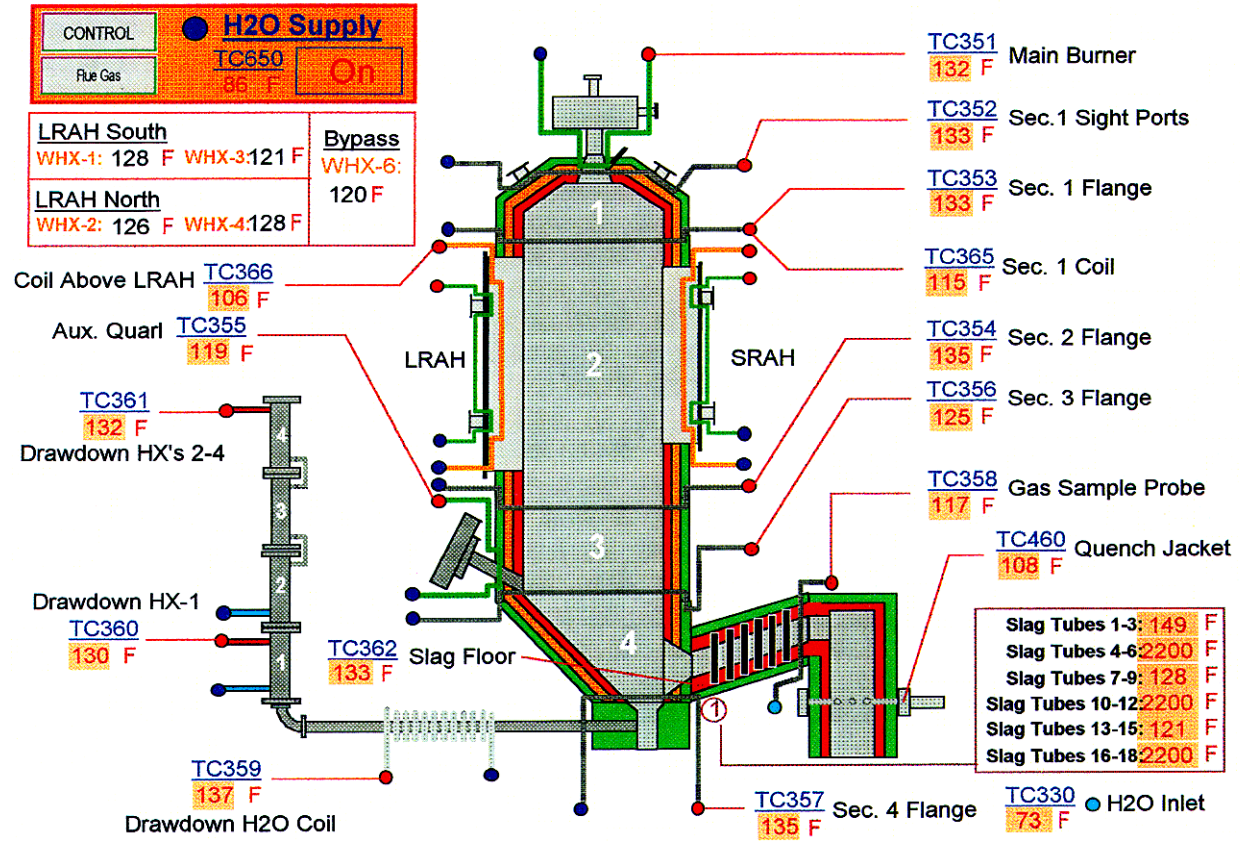 CONTROL
Flue Gas
H2O Supply
TC650
86 F
On
LRAH South
WHX-1: 128 F WHX-3:121 F
LRAH North
WHX-2: 126 F WHX-4:128 F
Bypass
WHX-6:
120 F
TC351 Main Burner
132 F
TC352 Sec.1 Sight Ports
133 F
TC353 Sec. 1 Flange
133 F
TC365 Sec. 1 Coil
115 F
TC354 Sec. 2 Flange
135 F
TC356 Sec. 3 Flange
125 F
TC358 Gas Sample Probe
117 F
TC460 Quench Jacket
108 F
Coil Above LRAH TC366
106 F
Aux. Quarl TC355
119 F
TC361
132 F
Drawdown HX's 2-4
Drawdown HX-1
TC360
130 F
4
3
2
1
LRAH
SRAH
1
2
3
4
TC362 Slag Floor
133 F
1
Slag Tubes 1-3: 149 F
Slag Tubes 4-6: 2200 F
Slag Tubes 7-9: 128 F
Slag Tubes 10-12: 2200 F
Slag Tubes 13-15: 121 F
Slag Tubes 16-18: 2200 F
TC359
137 F
Drawdown H2O Coil
TC357 Sec. 4 Flange
135 F
TC330 H2O Inlet
73 F